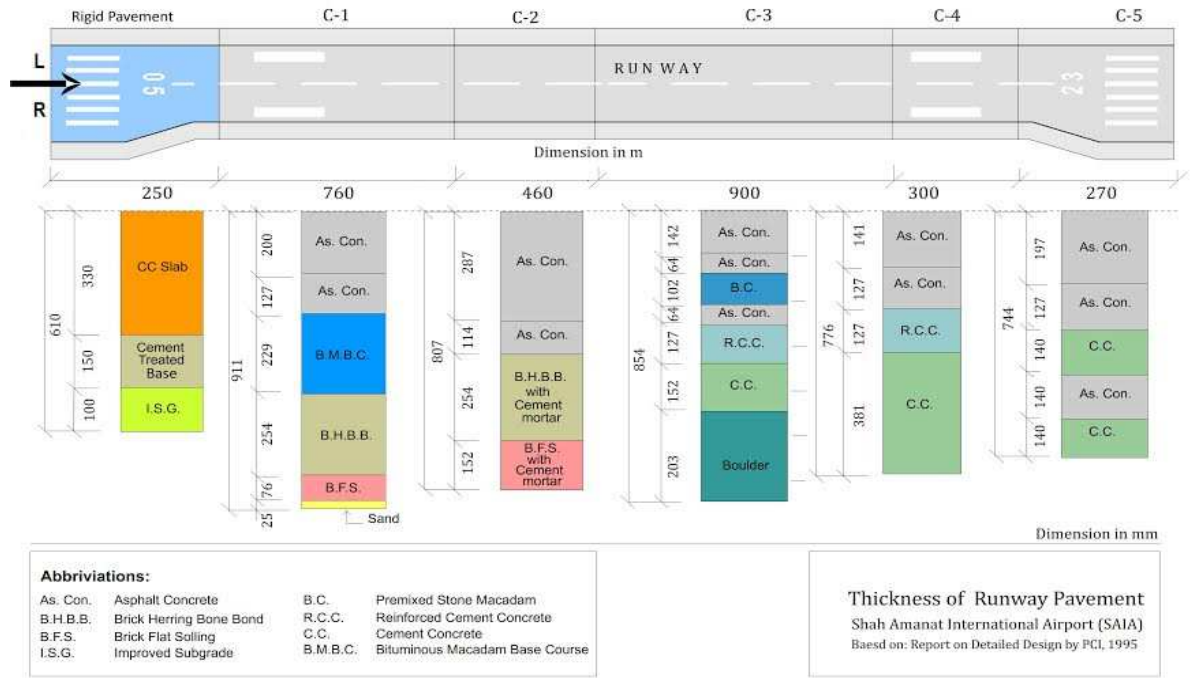 Rigid Pavement C-1 C-2 C-3 C-4 C-5
L
R
05
RUN WAY
23
Dimension in m
250 760 460 900 300 270
610
330
150
100
CC Slab
Cement
Treated
Base
I.S.G.
911
200
127
229
254
76
25
As. Con.
As. Con.
B.M.B.C.
B.H.B.B.
B.F.S.
Sand
807
287
114
254
152
As. Con.
As. Con.
B.H.B.B.
with
Cement
mortar
B.F.S.
with
Cement
mortar
854
142
64
102
64
127
152
203
As. Con.
As. Con.
B.C.
As. Con.
R.C.C.
C.C.
Boulder
776
141
127
127
381
As. Con.
As. Con.
R.C.C.
C.C.
744
197
127
140
140
140
As. Con.
As. Con.
C.C.
As. Con.
C.C.
Dimension in mm
Abbriviations:
As. Con. Asphalt Concrete
B.H.B.B. Brick Herring Bone Bond
B.F.S. Brick Flat Solling
I.S.G. Improved Subgrade
B.C. Premixed Stone Macadam
R.C.C. Reinforced Cement Concrete
C.C. Cement Concrete
B.M.B.C. Bituminous Macadam Base Course
Thickness of Runway Pavement
Shah Amanat International Airport (SAIA)
Baesd on: Report on Detailed Design by PCI, 1995